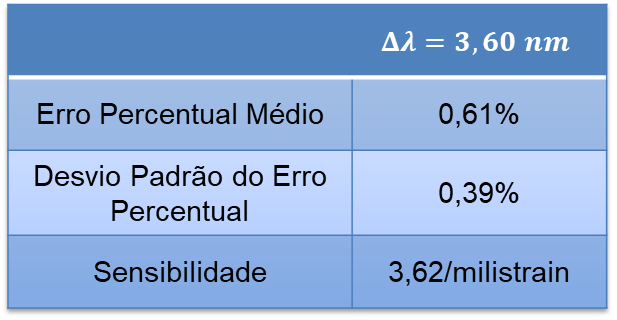 Δλ = 3,60 nm
Erro Percentual Médio
0,61%
Desvio Padrão do Erro
Percentual
0,39%
Sensibilidade
3,62/milistrain